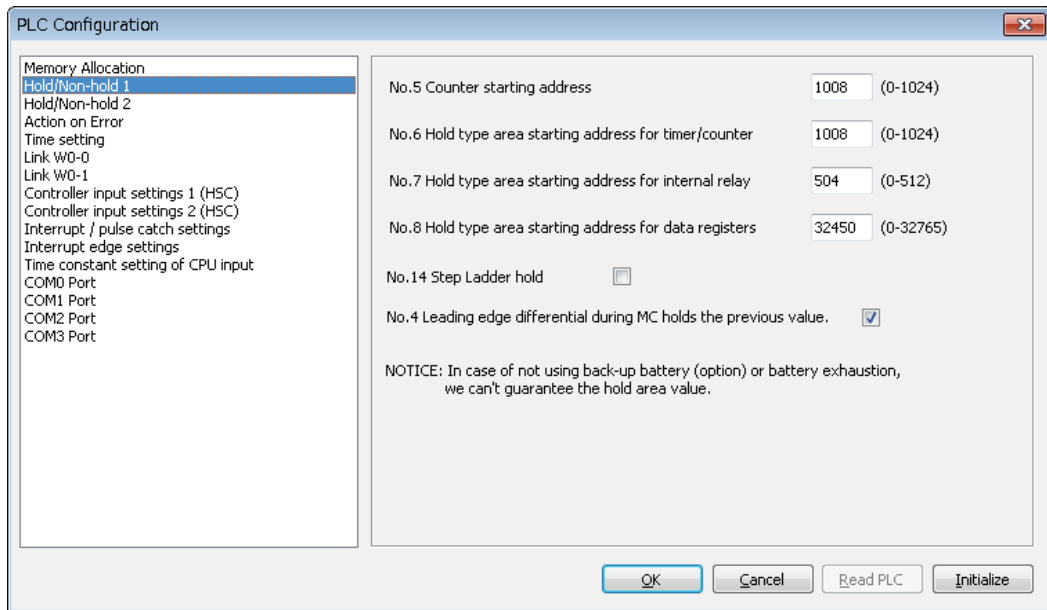 PLC Configuration
Memory Allocation
Hold/Non-hold 1
Hold/Non-hold 2
Action on Error
Time setting
Link W0-0
Link W0-1
Controller input settings 1 (HSC)
Controller input settings 2 (HSC)
Interrupt / pulse catch settings
Interrupt edge settings
Time constant setting of CPU input
COM0 Port
COM1 Port
COM2 Port
COM3 Port
No.5 Counter starting address 1008 (0-1024)
No.6 Hold type area starting address for timer/counter 1008 (0-1024)
No.7 Hold type area starting address for internal relay 504 (0-512)
No.8 Hold type area starting address for data registers 32450 (0-32765)
No.14 Step Ladder hold
No.4 Leading edge differential during MC holds the previous value.
NOTICE: In case of not using back-up battery (option) or battery exhaustion,
we can't guarantee the hold area value.
OK Cancel Read PLC Initialize